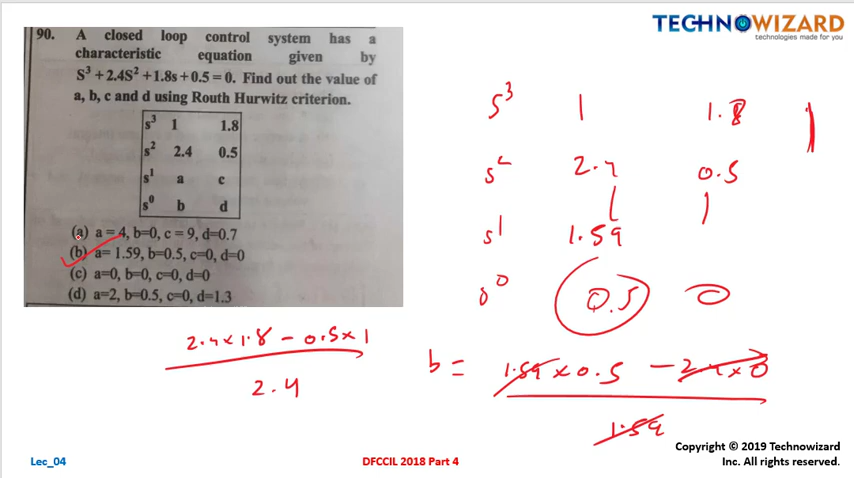 TECHNOWIZARD
technologies made for you
90. A closed loop control system has a
characteristic equation given by
S³ + 2.4S² + 1.8s + 0.5 = 0. Find out the value of
a, b, c and d using Routh Hurwitz criterion.
s³ 1 1.8
s² 2.4 0.5
s¹ a c
s⁰ b d
(a) a = 4, b=0, c = 9, d=0.7
(b) a= 1.59, b=0.5, c=0, d=0
(c) a=0, b=0, c=0, d=0
(d) a=2, b=0.5, c=0, d=1.3
S³ 1 1.8
s² 2.4 0.5
s¹ 1.59
s⁰ 0.5 0
2.4 x 1.8 - 0.5 x 1
2.4
b = 1.59 x 0.5 - 2.4 x 0
1.59
Lec_04
DFCCIL 2018 Part 4
Copyright © 2019 Technowizard
Inc. All rights reserved.